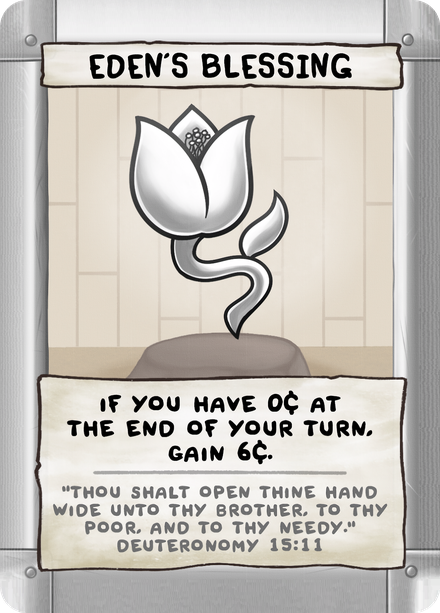 EDEN'S BLESSING
IF YOU HAVE 0¢ AT
THE END OF YOUR TURN,
GAIN 6¢.
"THOU SHALT OPEN THINE HAND
WIDE UNTO THY BROTHER, TO THY
POOR, AND TO THY NEEDY."
DEUTERONOMY 15:11